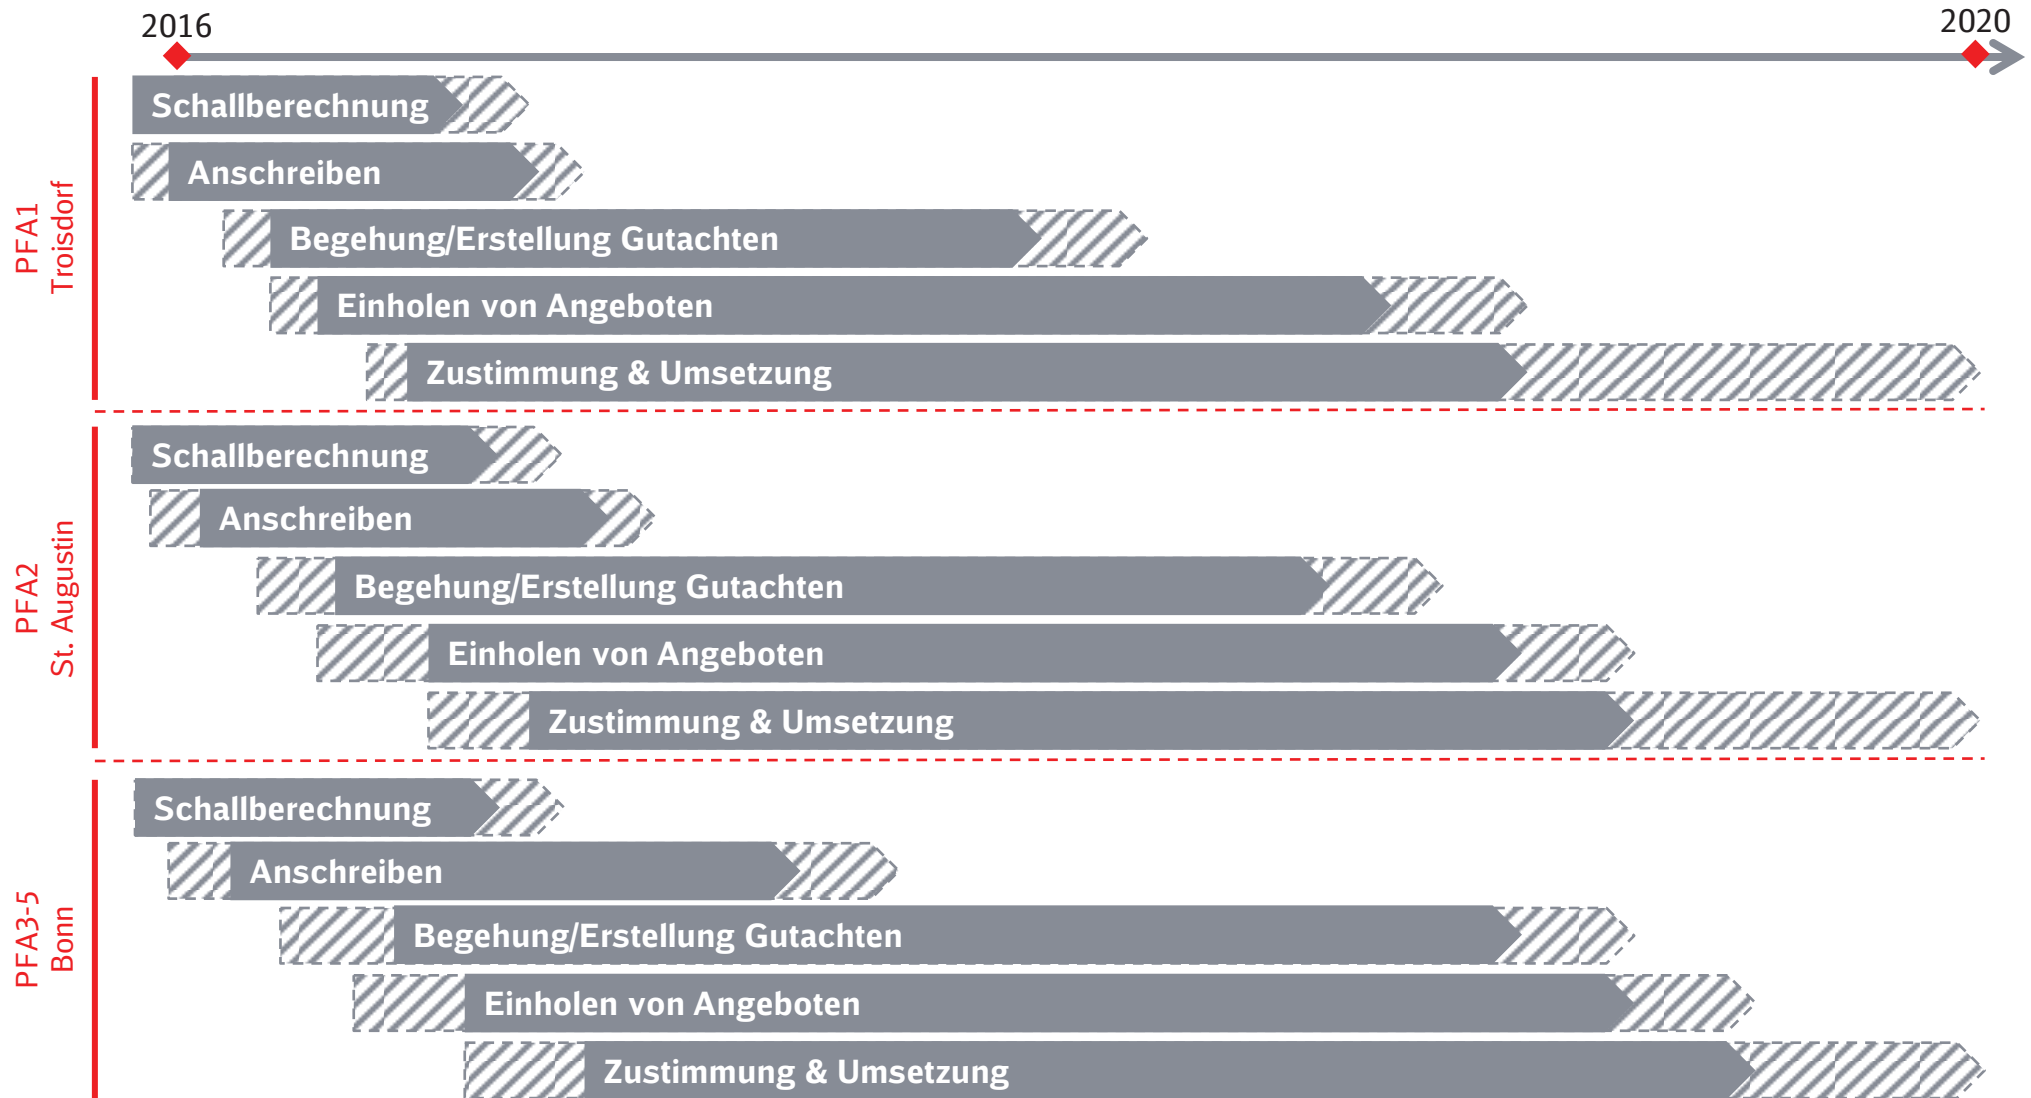 2016
2020
PFA1
Troisdorf
Schallberechnung
Anschreiben
Begehung/Erstellung Gutachten
Einholen von Angeboten
Zustimmung & Umsetzung
PFA2
St. Augustin
Schallberechnung
Anschreiben
Begehung/Erstellung Gutachten
Einholen von Angeboten
Zustimmung & Umsetzung
PFA3-5
Bonn
Schallberechnung
Anschreiben
Begehung/Erstellung Gutachten
Einholen von Angeboten
Zustimmung & Umsetzung